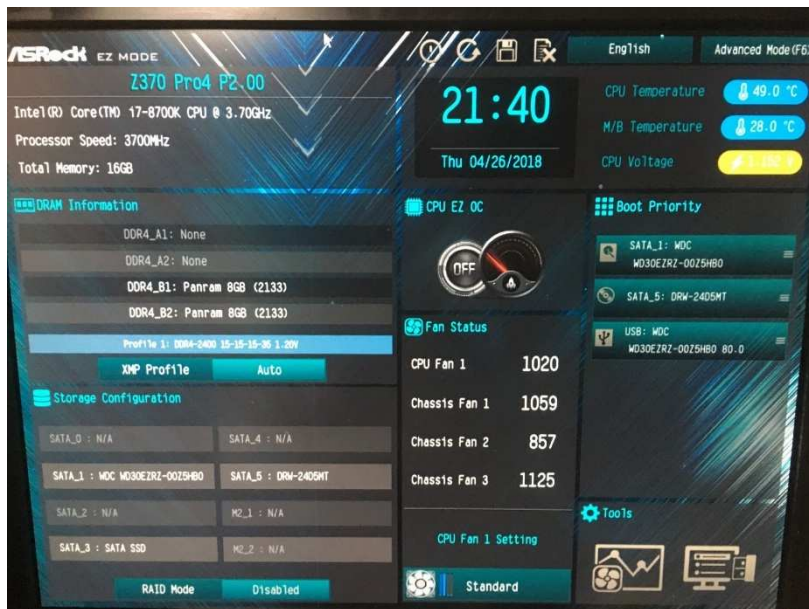 ASRock EZ MODE
English
Advanced Mode(F6)
Z370 Pro4 P2.00
Intel(R) Core(TM) i7-8700K CPU @ 3.70GHz
Processor Speed: 3700MHz
Total Memory: 16GB
21:40
Thu 04/26/2018
CPU Temperature 49.0 °C
M/B Temperature 28.0 °C
CPU Voltage
DRAM Information
DDR4_A1: None
DDR4_A2: None
DDR4_B1: Panram 8GB (2133)
DDR4_B2: Panram 8GB (2133)
Profile 1: DDR4-2400 15-15-15-35 1.20V
XMP Profile Auto
Storage Configuration
SATA_0 : N/A
SATA_4 : N/A
SATA_1 : WDC WD30EZRZ-00Z5HB0
SATA_5 : DRW-24D5MT
SATA_2 : N/A
M2_1 : N/A
SATA_3 : SATA SSD
M2_2 : N/A
RAID Mode Disabled
CPU EZ OC
OFF
Fan Status
CPU Fan 1 1020
Chassis Fan 1 1059
Chassis Fan 2 857
Chassis Fan 3 1125
CPU Fan 1 Setting
Standard
Boot Priority
SATA_1: WDC
WD30EZRZ-00Z5HB0
SATA_5: DRW-24D5MT
USB: WDC
WD30EZRZ-00Z5HB0 80.0
Tools